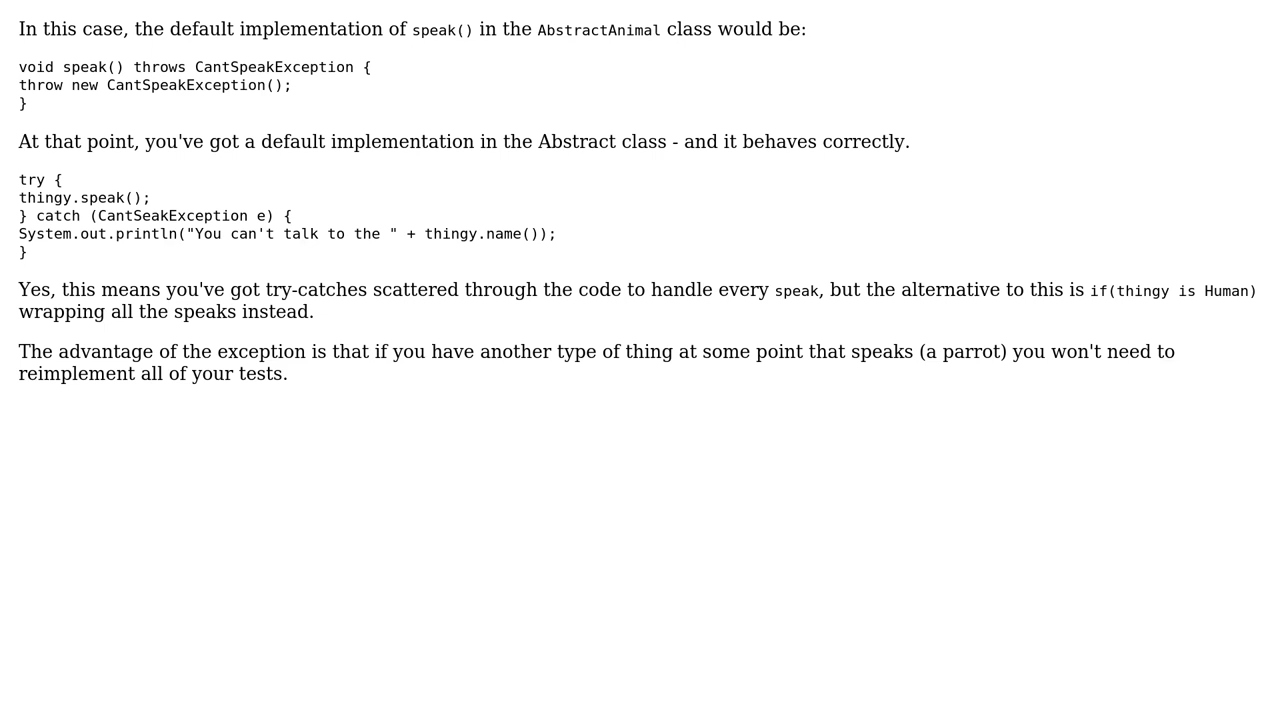 In this case, the default implementation of speak() in the AbstractAnimal class would be:
void speak() throws CantSpeakException {
throw new CantSpeakException();
}
At that point, you've got a default implementation in the Abstract class - and it behaves correctly.
try {
thingy.speak();
} catch (CantSeakException e) {
System.out.println("You can't talk to the " + thingy.name());
}
Yes, this means you've got try-catches scattered through the code to handle every speak, but the alternative to this is if(thingy is Human)
wrapping all the speaks instead.
The advantage of the exception is that if you have another type of thing at some point that speaks (a parrot) you won't need to
reimplement all of your tests.